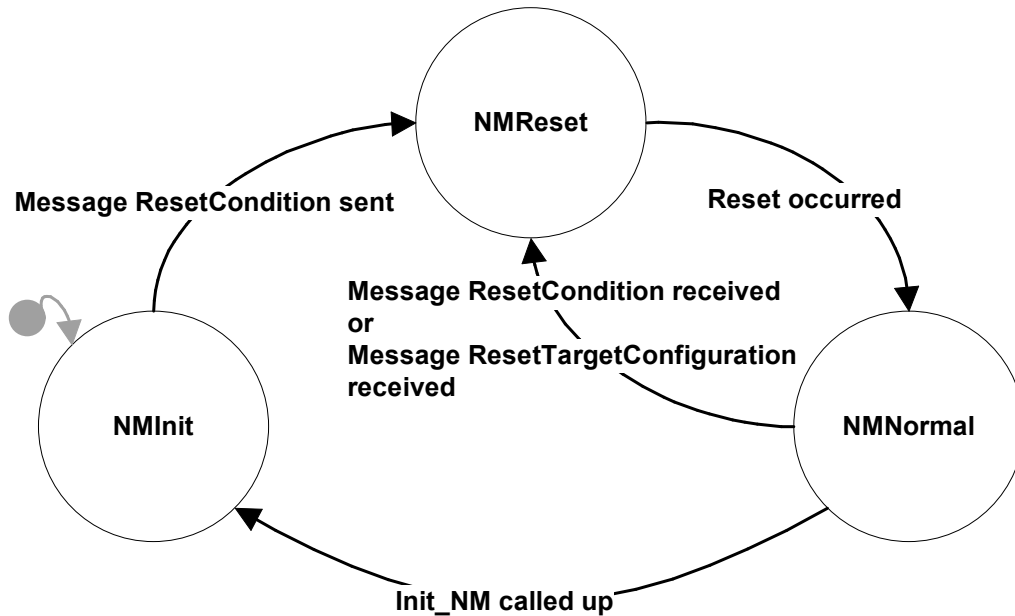 NMReset
Message ResetCondition sent
Reset occurred
Message ResetCondition received
or
Message ResetTargetConfiguration
received
NMInit
NMNormal
Init_NM called up